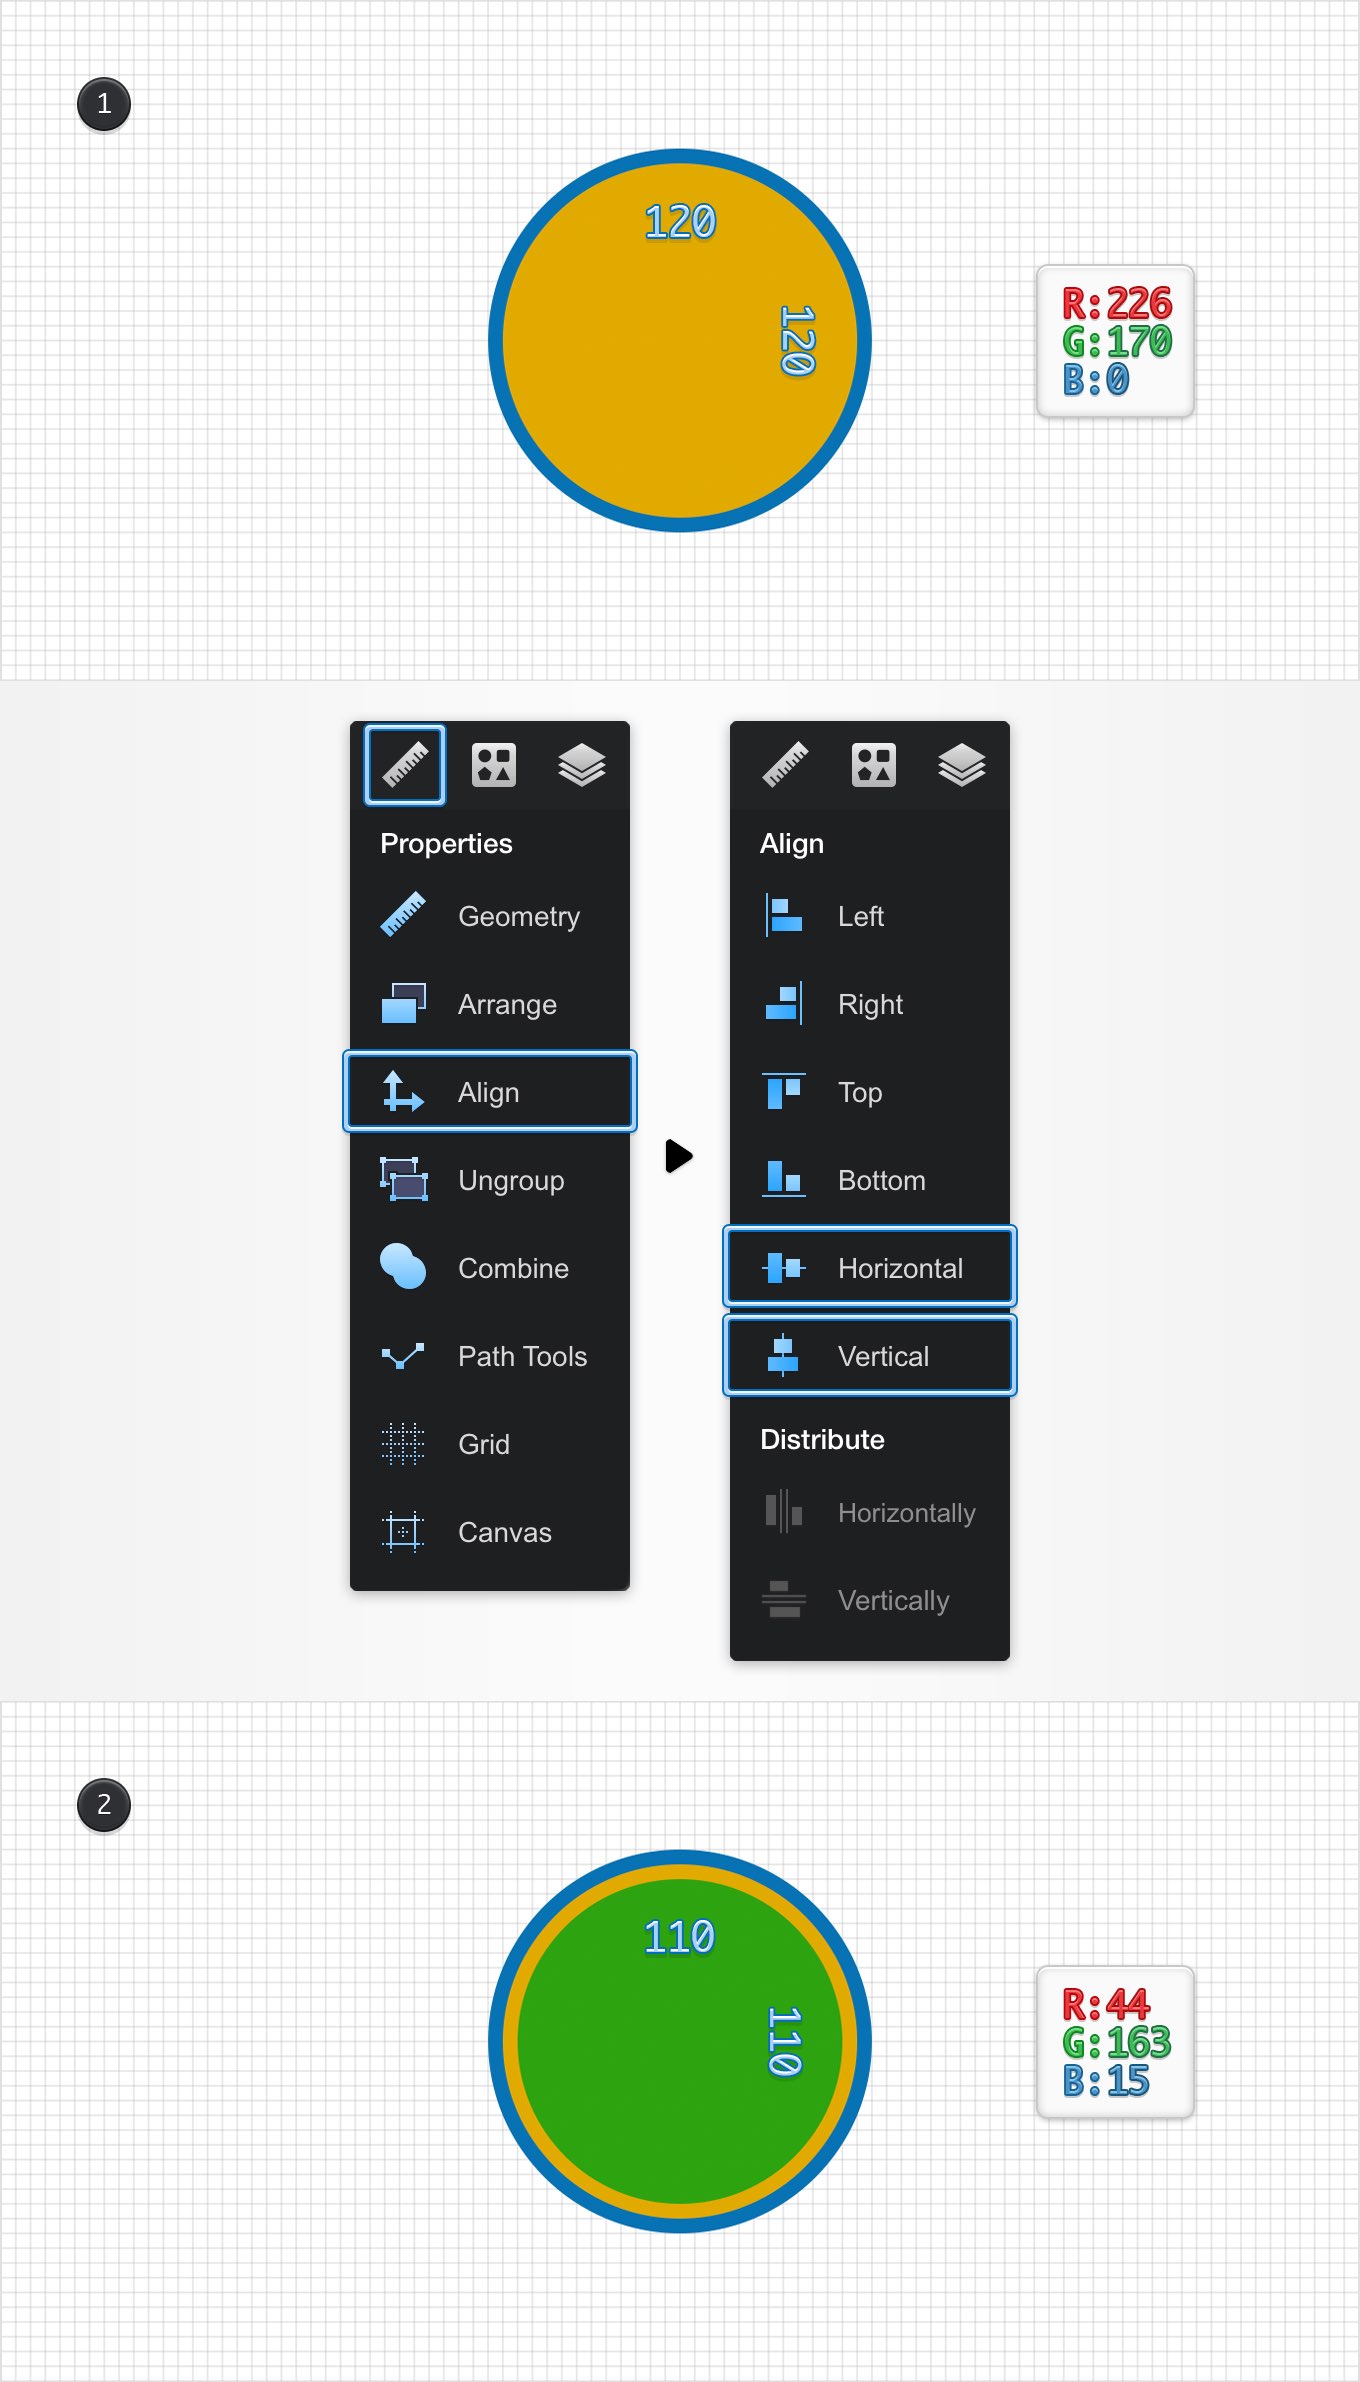 1
120
120
R:226
G:170
B:0
Properties
Geometry
Arrange
Align
Ungroup
Combine
Path Tools
Grid
Canvas
Align
Left
Right
Top
Bottom
Horizontal
Vertical
Distribute
Horizontally
Vertically
2
110
110
R:44
G:163
B:15